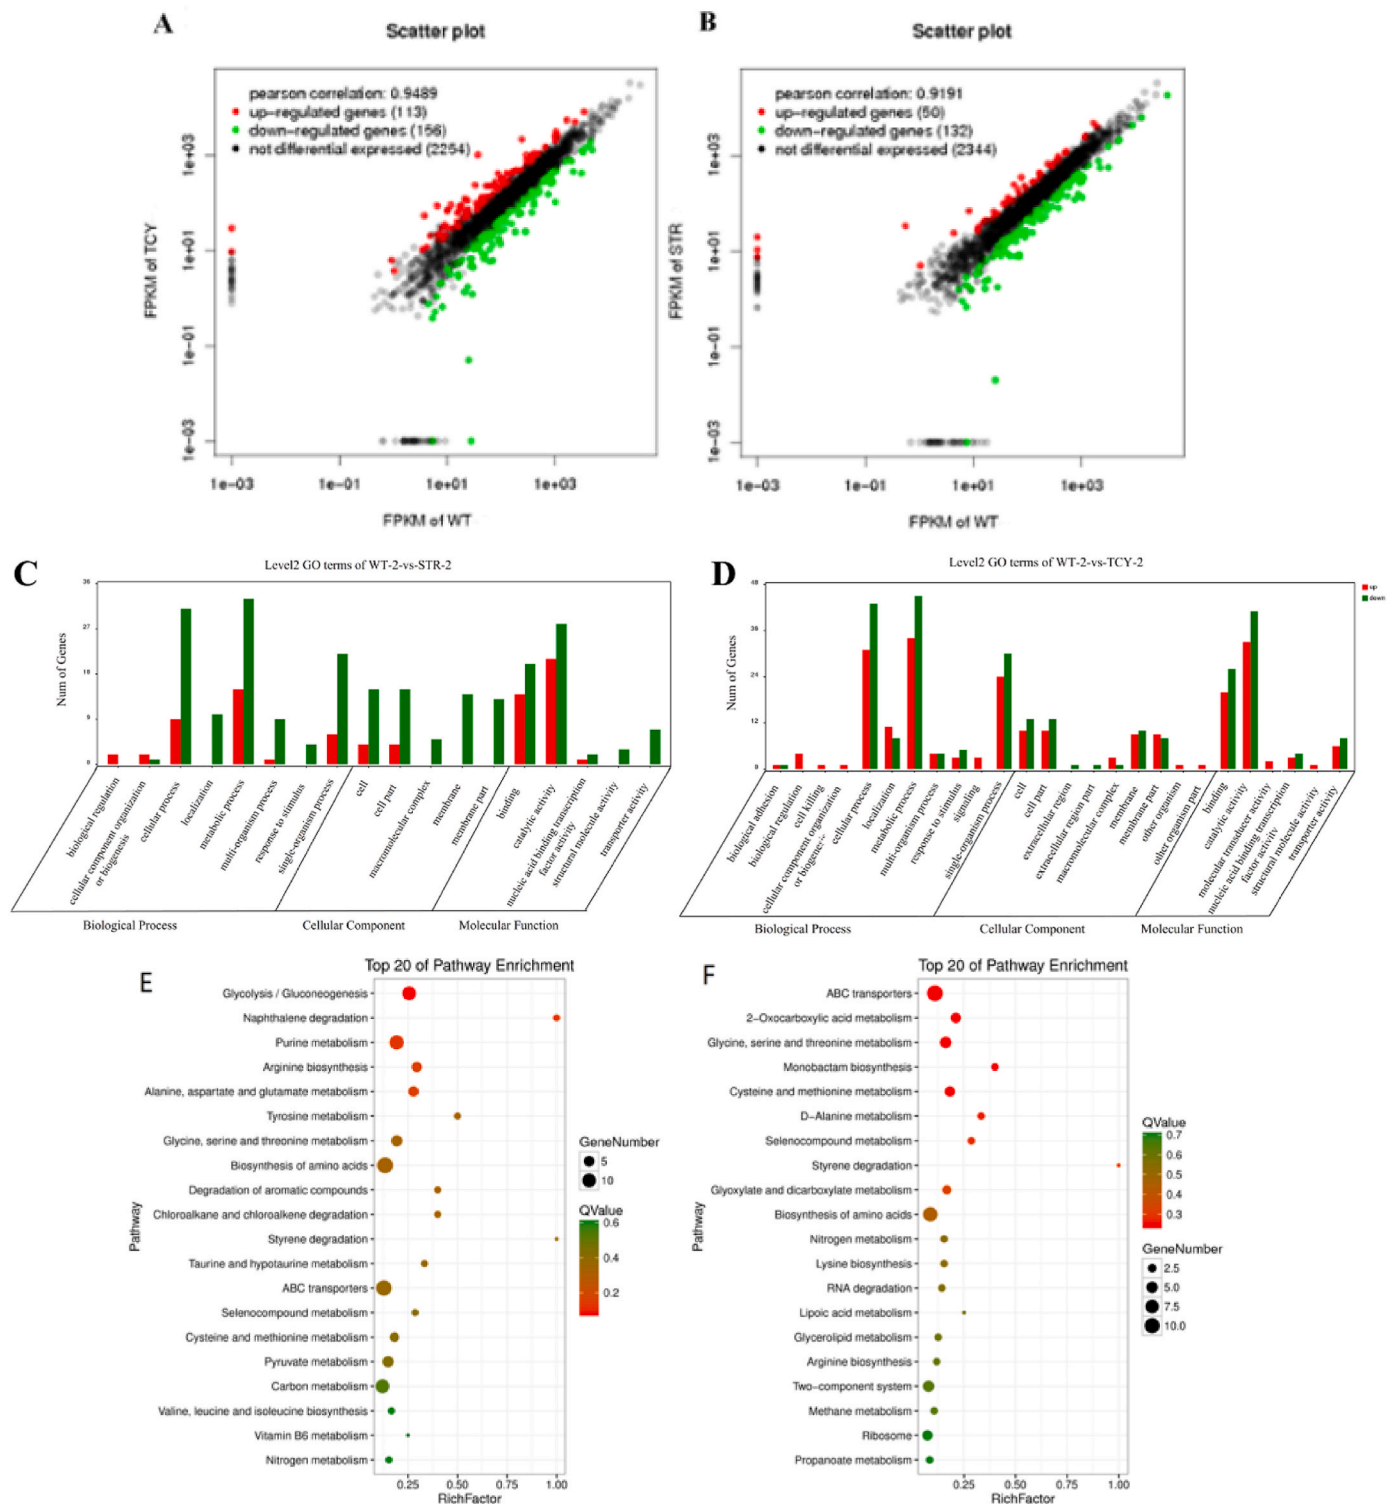 A
Scatter plot
pearson correlation: 0.9489
up-regulated genes (113)
down-regulated genes (156)
not differential expressed (2254)
FPKM of TCY
1e+03
1e+01
1e-01
1e-03
1e-03
1e-01
1e+01
1e+03
FPKM of WT
B
Scatter plot
pearson correlation: 0.9191
up-regulated genes (50)
down-regulated genes (132)
not differential expressed (2344)
FPKM of STR
1e+03
1e+01
1e-01
1e-03
1e-03
1e-01
1e+01
1e+03
FPKM of WT
C
Level2 GO terms of WT-2-vs-STR-2
Num of Genes
36
27
18
9
0
biological regulation
cellular component organization
or biogenesis
cellular process
localization
metabolic process
multi-organism process
response to stimulus
single-organism process
cell
cell part
macromolecular complex
membrane
membrane part
binding
catalytic activity
nucleic acid binding transcription
factor activity
structural molecule activity
transporter activity
Biological Process
Cellular Component
Molecular Function
D
Level2 GO terms of WT-2-vs-TCY-2
up
down
Num of Genes
48
36
24
12
0
biological adhesion
biological regulation
cell killing
cellular component organization
or biogenesis
cellular process
localization
metabolic process
multi-organism process
response to stimulus
signaling
single-organism process
cell
cell part
extracellular region
extracellular region part
macromolecular complex
membrane
membrane part
other organism
other organism part
binding
catalytic activity
molecular transducer activity
nucleic acid binding transcription
factor activity
structural molecule activity
transporter activity
Biological Process
Cellular Component
Molecular Function
E
Top 20 of Pathway Enrichment
Pathway
Glycolysis / Gluconeogenesis
Naphthalene degradation
Purine metabolism
Arginine biosynthesis
Alanine, aspartate and glutamate metabolism
Tyrosine metabolism
Glycine, serine and threonine metabolism
Biosynthesis of amino acids
Degradation of aromatic compounds
Chloroalkane and chloroalkene degradation
Styrene degradation
Taurine and hypotaurine metabolism
ABC transporters
Selenocompound metabolism
Cysteine and methionine metabolism
Pyruvate metabolism
Carbon metabolism
Valine, leucine and isoleucine biosynthesis
Vitamin B6 metabolism
Nitrogen metabolism
0.25
0.50
0.75
1.00
RichFactor
GeneNumber
5
10
QValue
0.6
0.4
0.2
F
Top 20 of Pathway Enrichment
Pathway
ABC transporters
2-Oxocarboxylic acid metabolism
Glycine, serine and threonine metabolism
Monobactam biosynthesis
Cysteine and methionine metabolism
D-Alanine metabolism
Selenocompound metabolism
Styrene degradation
Glyoxylate and dicarboxylate metabolism
Biosynthesis of amino acids
Nitrogen metabolism
Lysine biosynthesis
RNA degradation
Lipoic acid metabolism
Glycerolipid metabolism
Arginine biosynthesis
Two-component system
Methane metabolism
Ribosome
Propanoate metabolism
0.25
0.50
0.75
1.00
RichFactor
QValue
0.7
0.6
0.5
0.4
0.3
GeneNumber
2.5
5.0
7.5
10.0